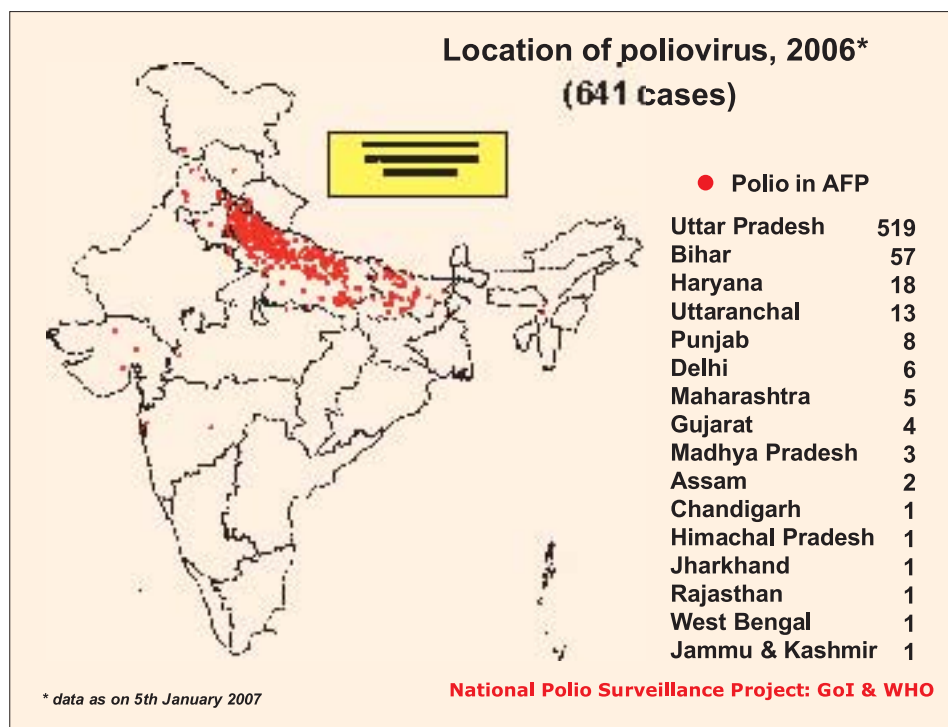 Location of poliovirus, 2006*
(641 cases)
Polio in AFP
Uttar Pradesh 519
Bihar 57
Haryana 18
Uttaranchal 13
Punjab 8
Delhi 6
Maharashtra 5
Gujarat 4
Madhya Pradesh 3
Assam 2
Chandigarh 1
Himachal Pradesh 1
Jharkhand 1
Rajasthan 1
West Bengal 1
Jammu & Kashmir 1
* data as on 5th January 2007
National Polio Surveillance Project: GoI & WHO